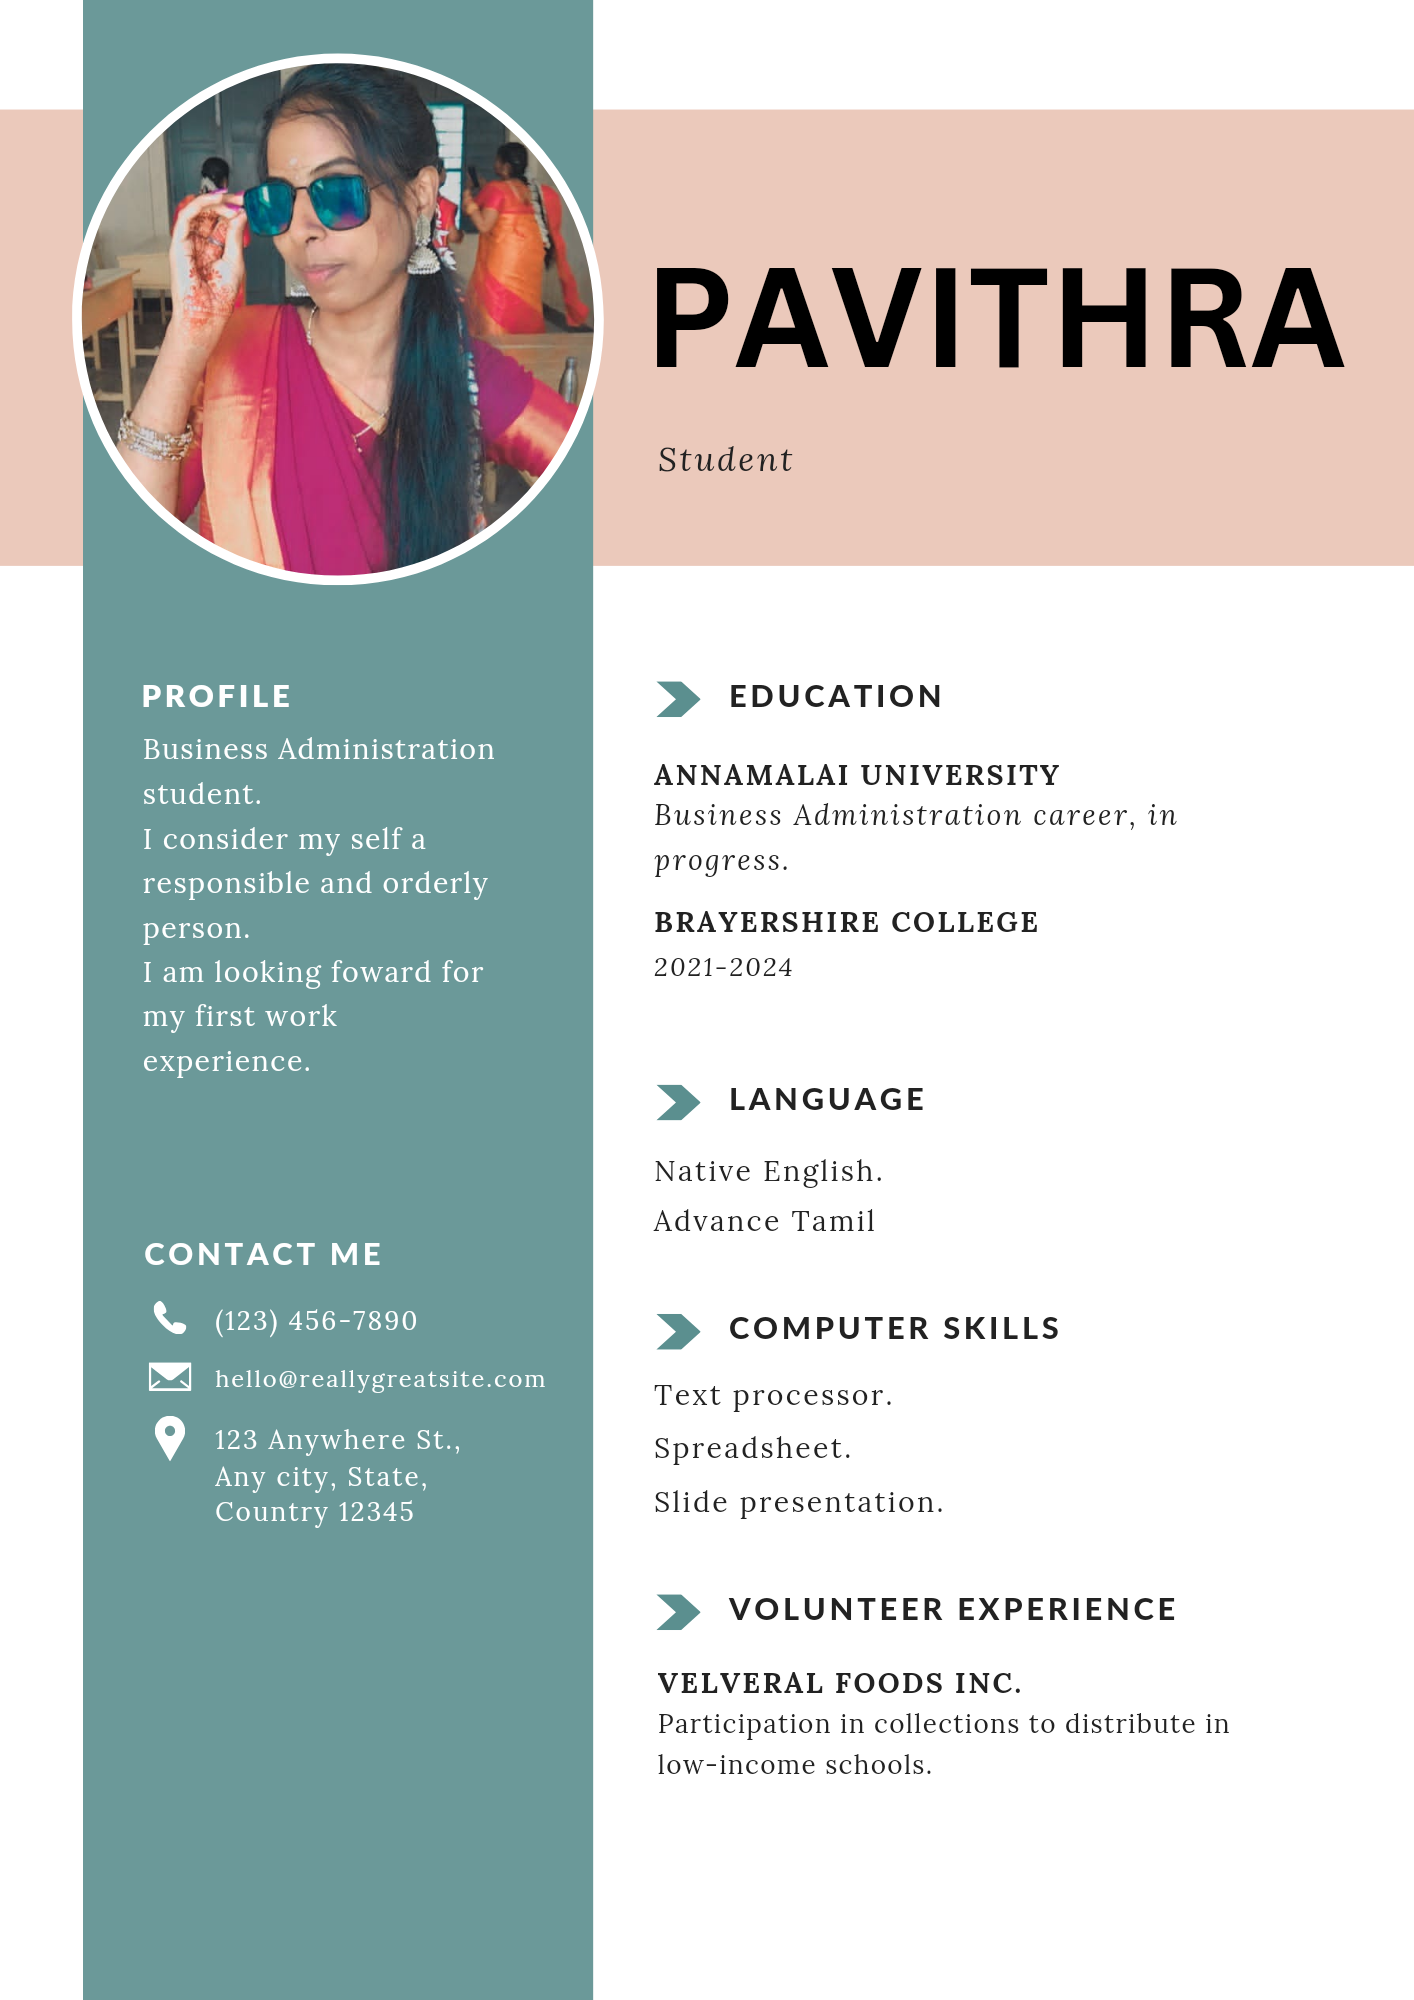 PAVITHRA
Student
PROFILE
Business Administration
student.
I consider my self a
responsible and orderly
person.
I am looking foward for
my first work
experience.
CONTACT ME
(123) 456-7890
hello@reallygreatsite.com
123 Anywhere St.,
Any city, State,
Country 12345
EDUCATION
ANNAMALAI UNIVERSITY
Business Administration career, in
progress.
BRAYERSHIRE COLLEGE
2021-2024
LANGUAGE
Native English.
Advance Tamil
COMPUTER SKILLS
Text processor.
Spreadsheet.
Slide presentation.
VOLUNTEER EXPERIENCE
VELVERAL FOODS INC.
Participation in collections to distribute in
low-income schools.